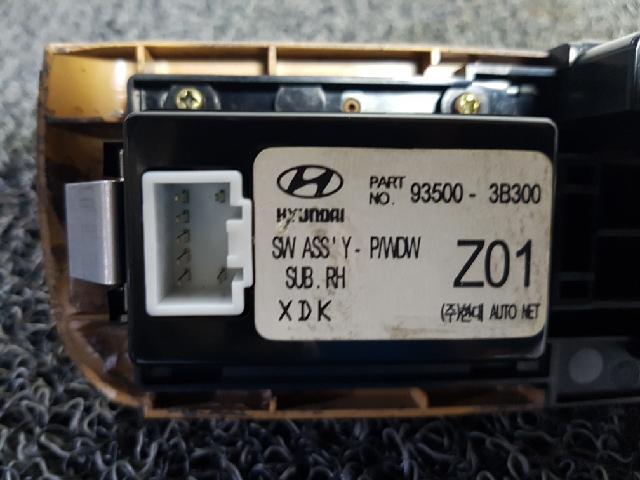 HYUNDAI
PART NO. 93500 - 3B300
SW ASS'Y - P/WDW
SUB. RH
Z01
XDK
(주)현대 AUTO NET